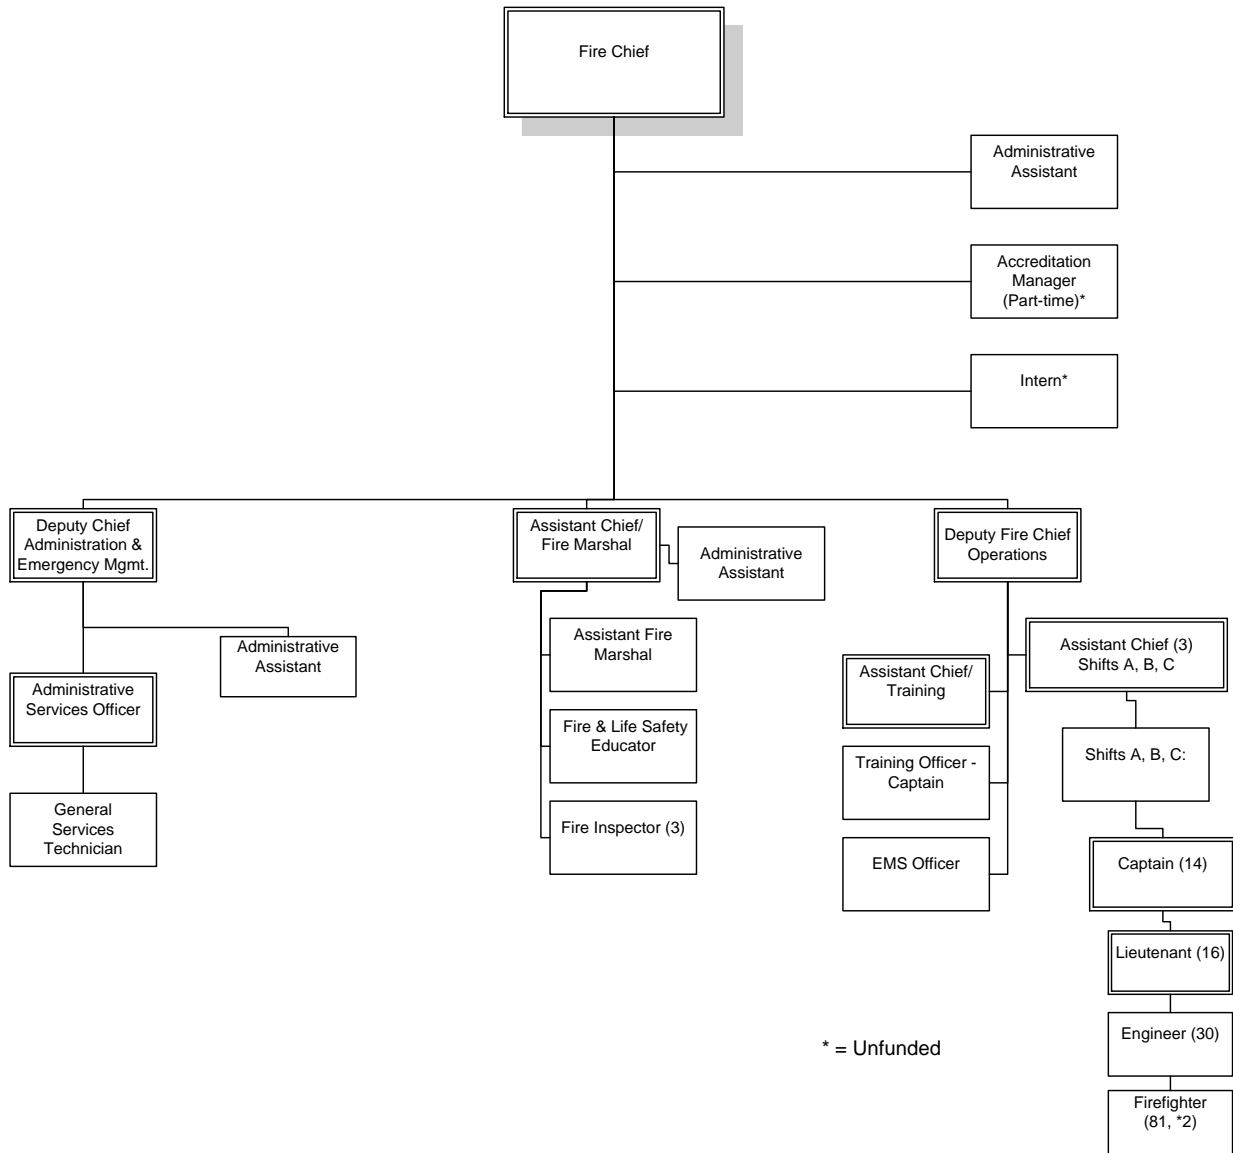 Fire Chief
Administrative
Assistant
Accreditation
Manager
(Part-time)*
Intern*
Deputy Chief
Administration &
Emergency Mgmt.
Administrative
Assistant
Administrative
Services Officer
General
Services
Technician
Assistant Chief/
Fire Marshal
Administrative
Assistant
Assistant Fire
Marshal
Fire & Life Safety
Educator
Fire Inspector (3)
Deputy Fire Chief
Operations
Assistant Chief/
Training
Training Officer -
Captain
EMS Officer
Assistant Chief (3)
Shifts A, B, C
Shifts A, B, C:
Captain (14)
Lieutenant (16)
Engineer (30)
Firefighter
(81, *2)
* = Unfunded